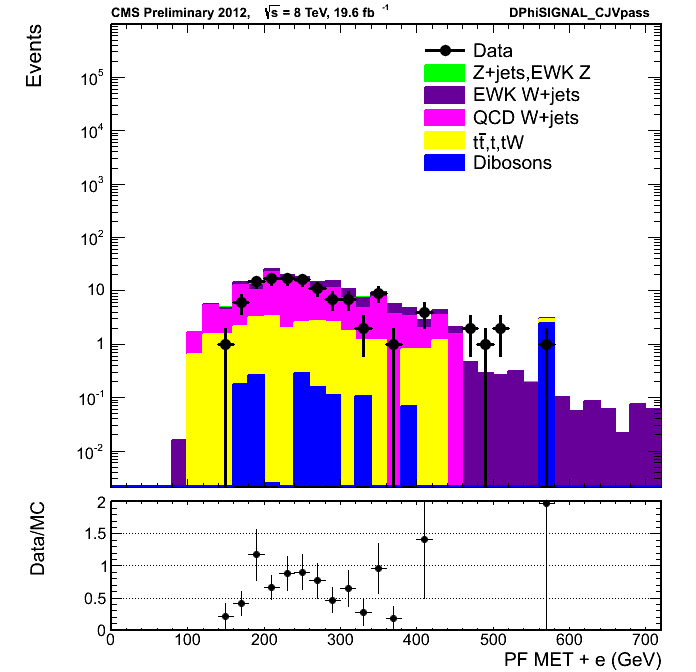 CMS Preliminary 2012, √s = 8 TeV, 19.6 fb⁻¹ DPhiSIGNAL_CJVpass
Events
Data
Z+jets,EWK Z
EWK W+jets
QCD W+jets
tt̄,t,tW
Dibosons
10⁵
10⁴
10³
10²
10
1
10⁻¹
10⁻²
Data/MC
2
1.5
1
0.5
0
0 100 200 300 400 500 600 700
PF MET + e (GeV)